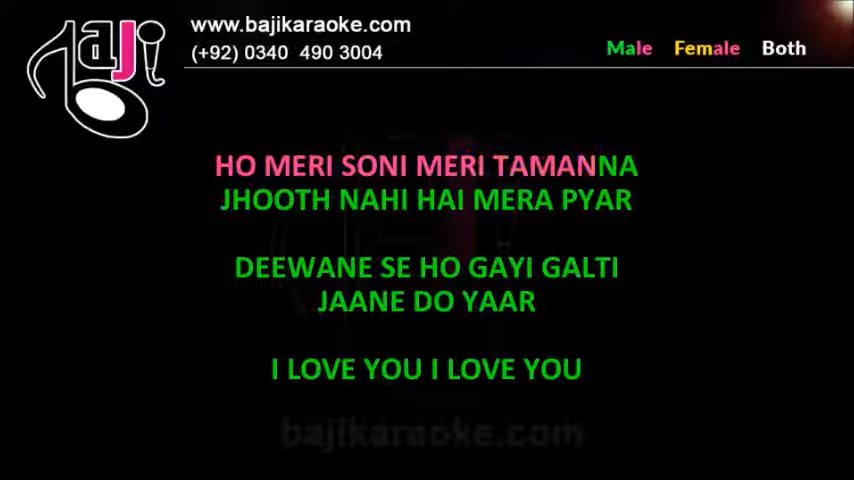 aji
www.bajikaraoke.com
(+92) 0340 490 3004
Male Female Both
HO MERI SONI MERI TAMANNA
JHOOTH NAHI HAI MERA PYAR
DEEWANE SE HO GAYI GALTI
JAANE DO YAAR
I LOVE YOU I LOVE YOU
bajikaraoke.com